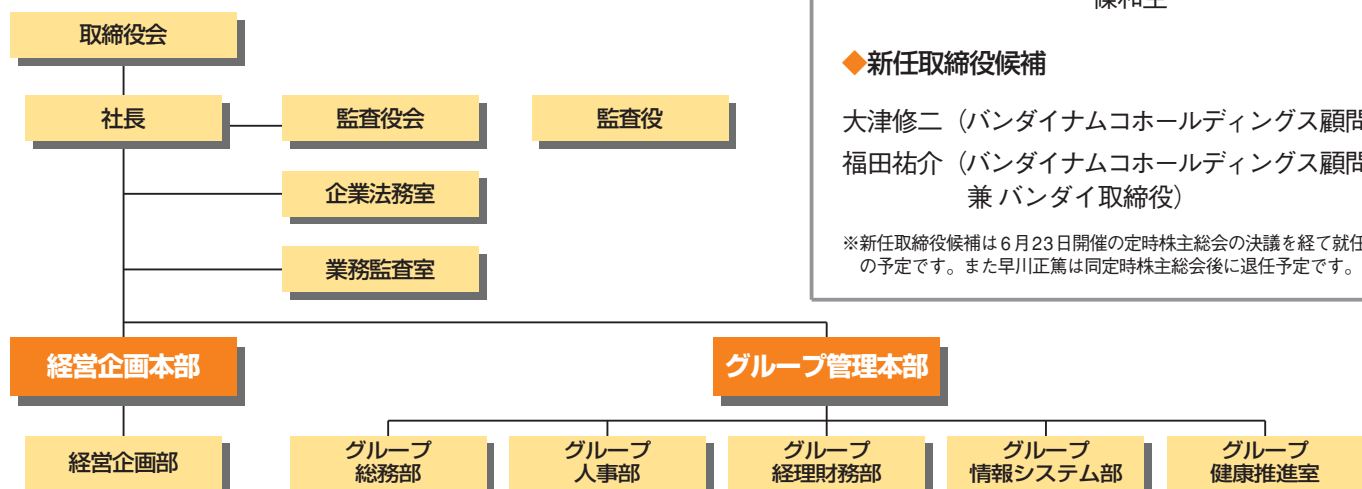 取締役会
社長
監査役会
監査役
企業法務室
業務監査室
経営企画本部
グループ管理本部
経営企画部
グループ
総務部
グループ
人事部
グループ
経理財務部
グループ
情報システム部
グループ
健康推進室
◆新任取締役候補
大津修二（バンダイナムコホールディングス顧問
福田祐介（バンダイナムコホールディングス顧問
兼 バンダイ取締役）
※新任取締役候補は6月23日開催の定時株主総会の決議を経て就任
の予定です。また早川正篤は同定時株主総会後に退任予定です。